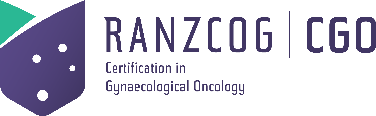 RANZCOG | CGO
Certification in
Gynaecological Oncology